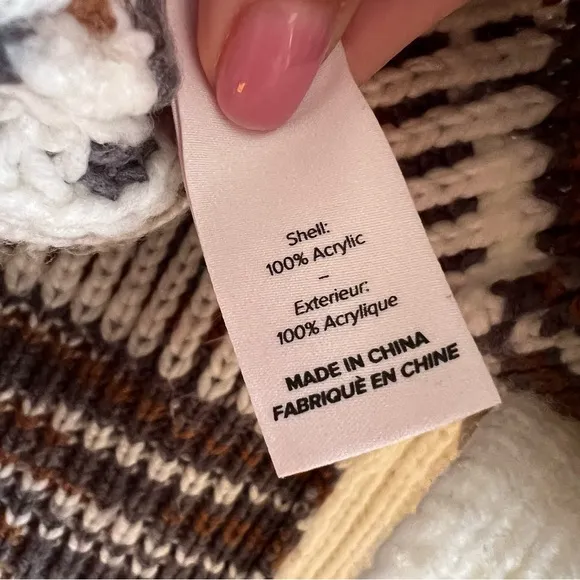 Shell:
100% Acrylic
–
Exterieur:
100% Acrylique
MADE IN CHINA
FABRIQUÈ EN CHINE